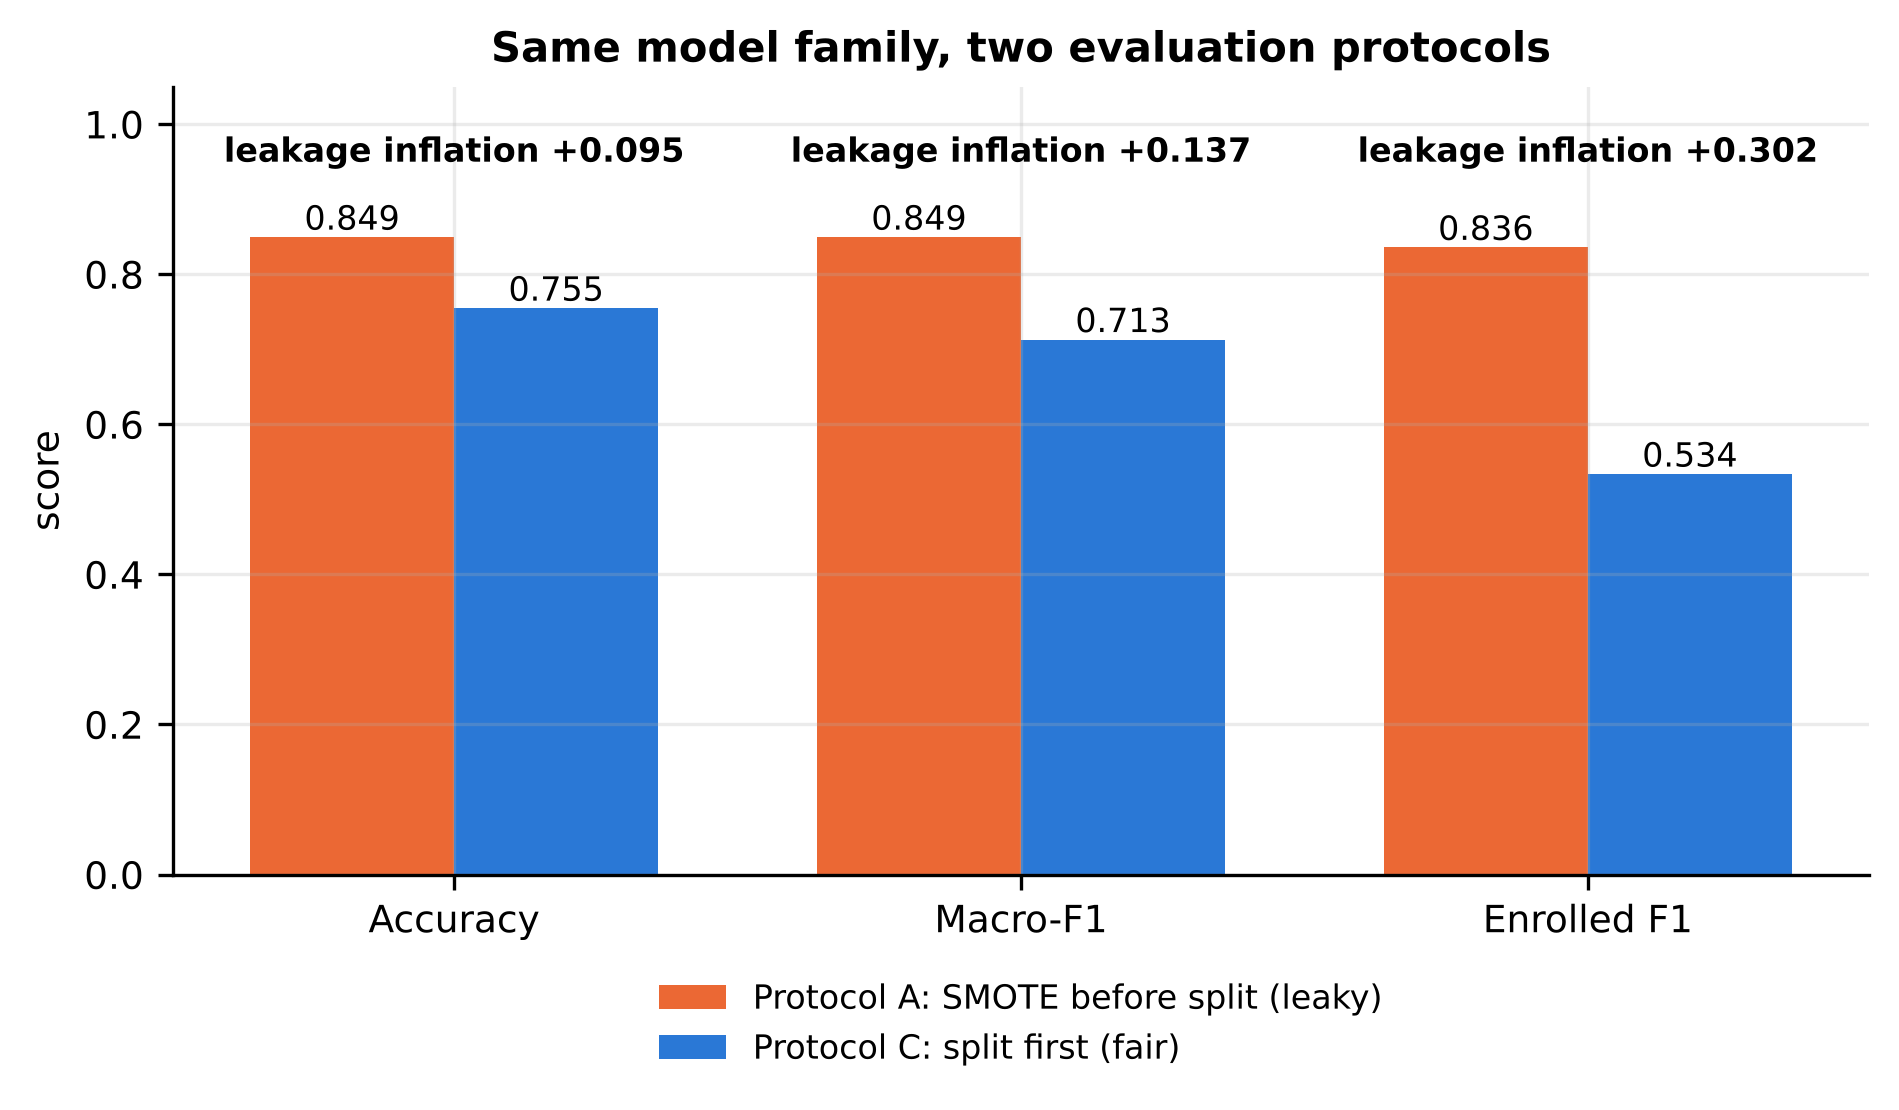 Same model family, two evaluation protocols
1.0
leakage inflation +0.095
leakage inflation +0.137
leakage inflation +0.302
0.849
0.755
0.849
0.713
0.836
0.534
0.8
0.6
0.4
0.2
0.0
score
Accuracy
Macro-F1
Enrolled F1
Protocol A: SMOTE before split (leaky)
Protocol C: split first (fair)